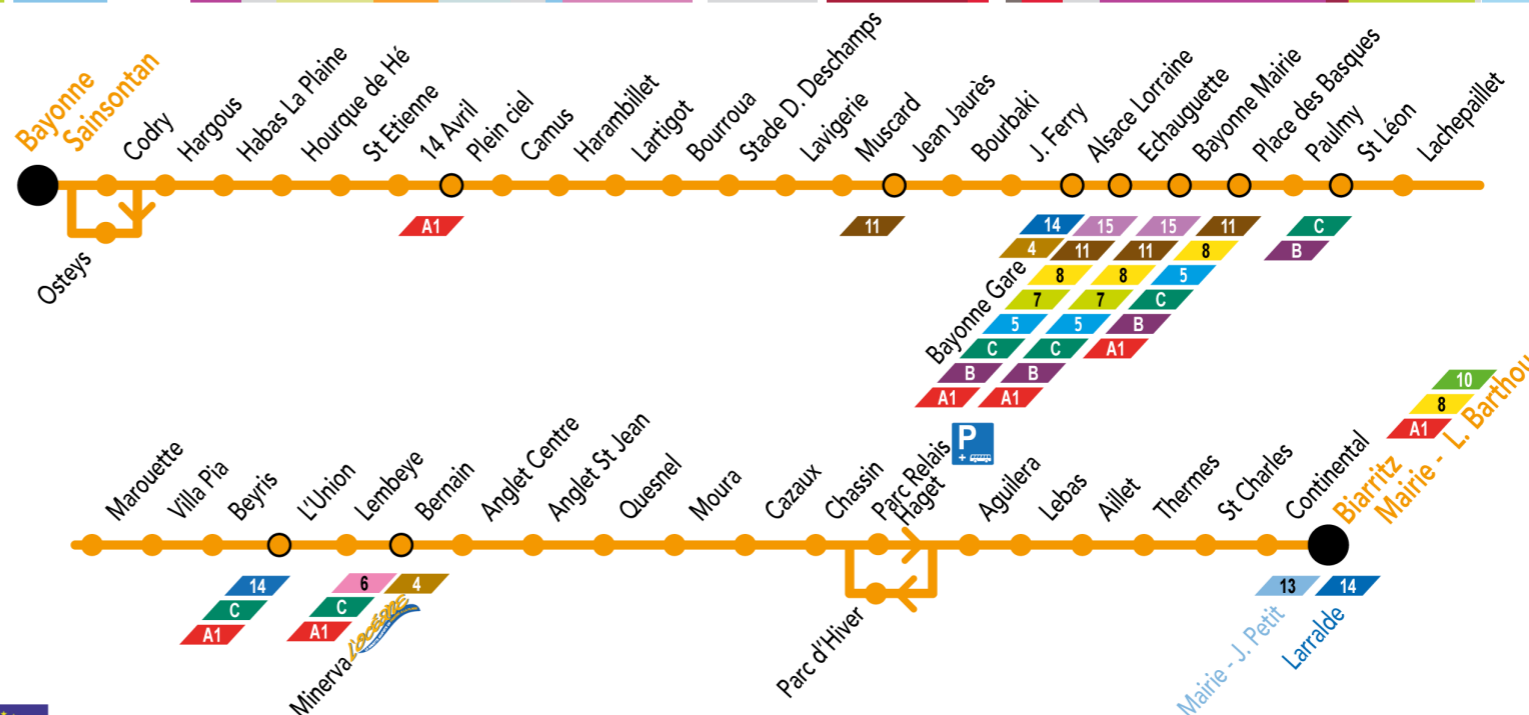 Bayonne
Sainsontan
Codry
Hargous
Habas La Plaine
Hourque de Hé
St Etienne
14 Avril
Plein ciel
Camus
Harambillet
Lartigot
Bourroua
Stade D. Deschamps
Lavigerie
Muscard
Jean Jaurès
Bourbaki
J. Ferry
Alsace Lorraine
Echauguette
Bayonne Mairie
Place des Basques
Paulmy
St Léon
Lachepaillet
Osteys
A1
11
14 15 15 11 C
4 11 11 8 B
Bayonne Gare
8 8 5
7 7 C
5 5 B
C C A1
B B
A1 A1
P
+
Marouette
Villa Pia
Beyris
L'Union
Lembeye
Bernain
Anglet Centre
Anglet St Jean
Quesnel
Moura
Cazaux
Chassin
Parc Relais
Haget
Aguilera
Lebas
Aillet
Thermes
St Charles
Continental
Biarritz
Mairie - L. Barthou
10
8
A1
14
C
A1
6 4
C
A1
L'OCÉANE
Minerva
Parc d'Hiver
13 14
Mairie - J. Petit
Larralde